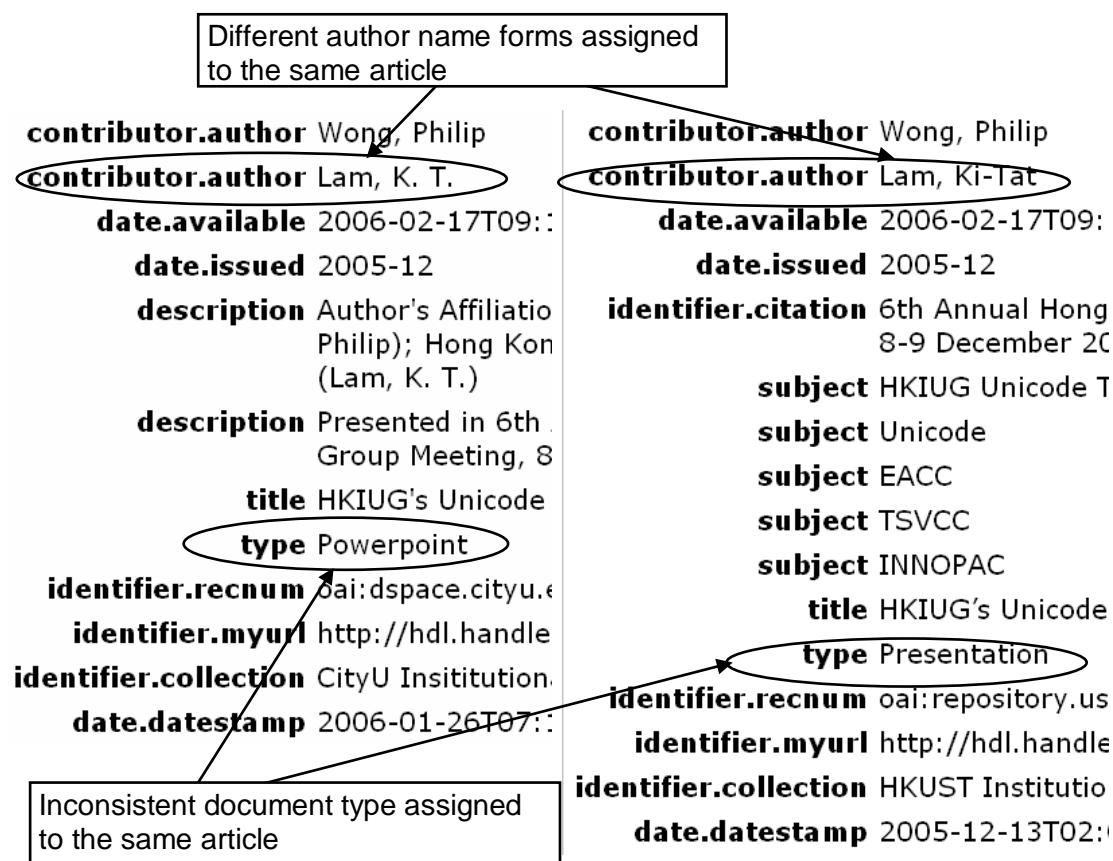 Different author name forms assigned
to the same article
contributor.author Wong, Philip
contributor.author Lam, K. T.
date.available 2006-02-17T09:1
date.issued 2005-12
description Author's Affiliatio
Philip); Hong Kon
(Lam, K. T.)
description Presented in 6th
Group Meeting, 8
title HKIUG's Unicode
type Powerpoint
identifier.recnum oai:dspace.cityu.e
identifier.myurl http://hdl.handle
identifier.collection CityU Insititution
date.datestamp 2006-01-26T07:1
contributor.author Wong, Philip
contributor.author Lam, Ki-Tat
date.available 2006-02-17T09:
date.issued 2005-12
identifier.citation 6th Annual Hong
8-9 December 20
subject HKIUG Unicode T
subject Unicode
subject EACC
subject TSVCC
subject INNOPAC
title HKIUG's Unicode
type Presentation
identifier.recnum oai:repository.us
identifier.myurl http://hdl.handle
identifier.collection HKUST Institutio
date.datestamp 2005-12-13T02:
Inconsistent document type assigned
to the same article